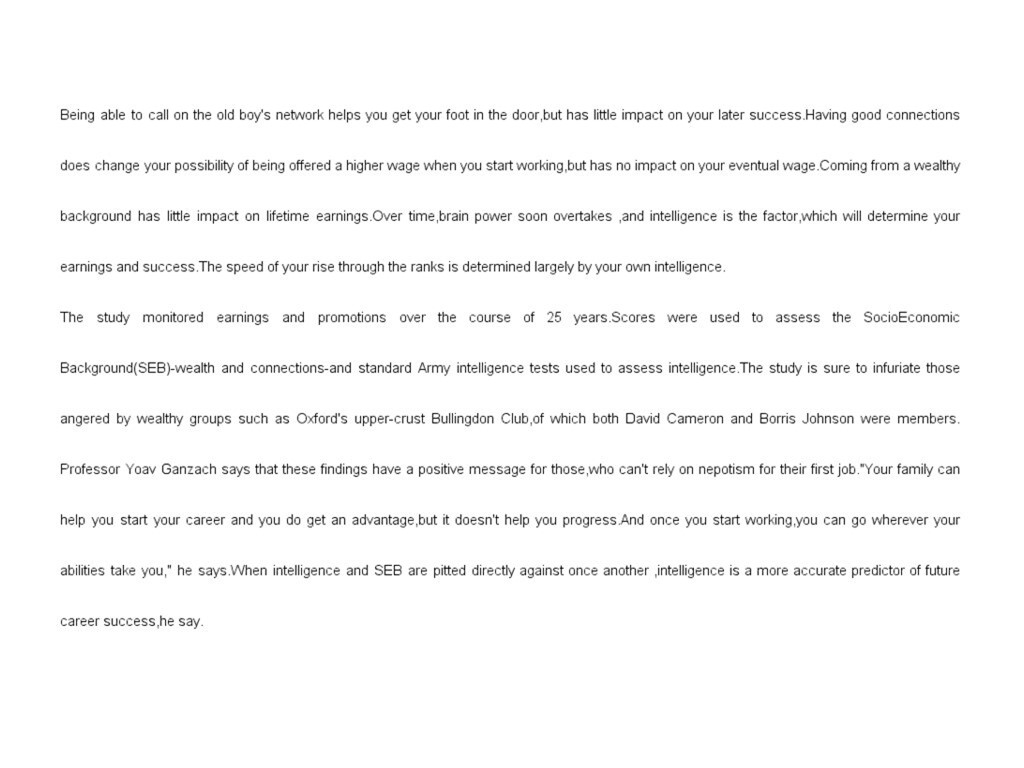 Being able to call on the old boy's network helps you get your foot in the door,but has little impact on your later success.Having good connections
does change your possibility of being offered a higher wage when you start working,but has no impact on your eventual wage.Coming from a wealthy
background has little impact on lifetime earnings.Over time,brain power soon overtakes ,and intelligence is the factor,which will determine your
earnings and success.The speed of your rise through the ranks is determined largely by your own intelligence.
The study monitored earnings and promotions over the course of 25 years.Scores were used to assess the SocioEconomic
Background(SEB)-wealth and connections-and standard Army intelligence tests used to assess intelligence.The study is sure to infuriate those
angered by wealthy groups such as Oxford's upper-crust Bullingdon Club,of which both David Cameron and Borris Johnson were members.
Professor Yoav Ganzach says that these findings have a positive message for those,who can't rely on nepotism for their first job."Your family can
help you start your career and you do get an advantage,but it doesn't help you progress.And once you start working,you can go wherever your
abilities take you," he says.When intelligence and SEB are pitted directly against once another ,intelligence is a more accurate predictor of future
career success,he say.